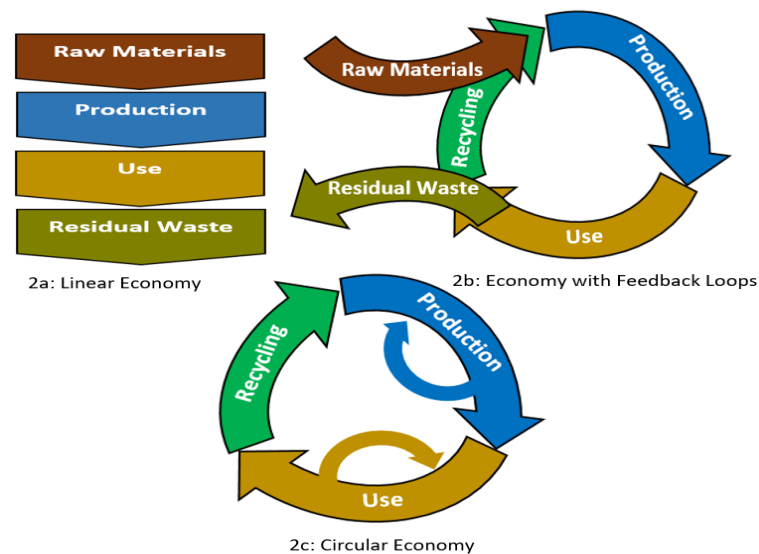 Raw Materials
Production
Use
Residual Waste
2a: Linear Economy
Raw Materials
Production
Recycling
Residual Waste
Use
2b: Economy with Feedback Loops
Production
Recycling
Use
2c: Circular Economy